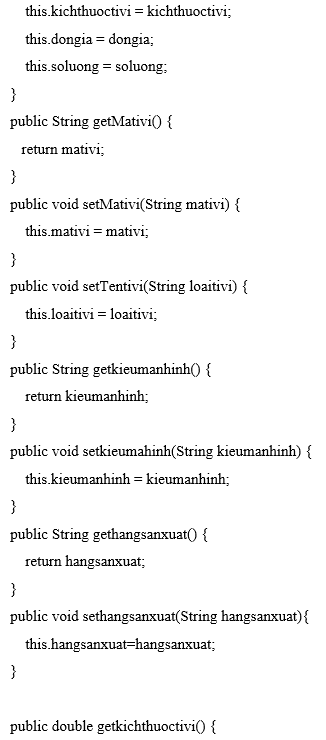 this.kichthuoctivi = kichthuoctivi;
this.dongia = dongia;
this.soluong = soluong;
}
public String getMativi() {
return mativi;
}
public void setMativi(String mativi) {
this.mativi = mativi;
}
public void setTentivi(String loaitivi) {
this.loaitivi = loaitivi;
}
public String getkieumanhinh() {
return kieumanhinh;
}
public void setkieumahinh(String kieumanhinh) {
this.kieumanhinh = kieumanhinh;
}
public String gethangsanxuat() {
return hangsanxuat;
}
public void sethangsanxuat(String hangsanxuat){
this.hangsanxuat=hangsanxuat;
}
public double getkichthuoctivi() {